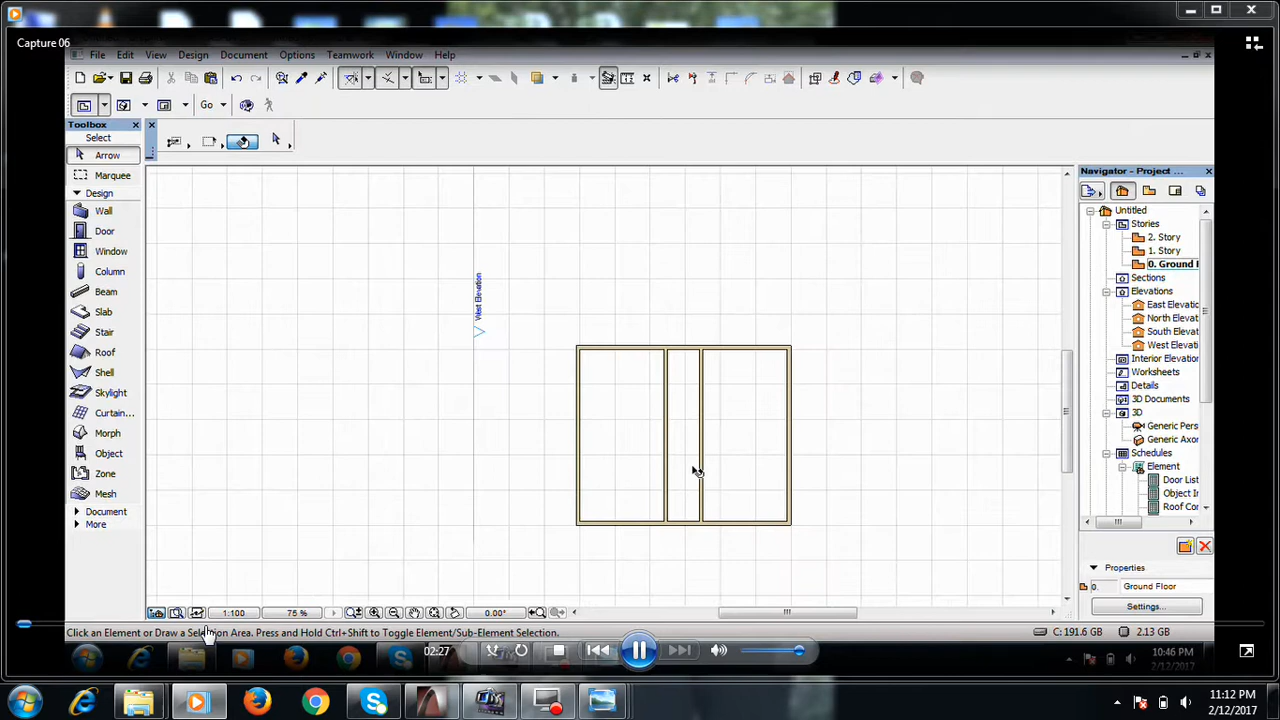 Capture 06
File Edit View Design Document Options Teamwork Window Help
Go
Toolbox
Select
Arrow
Marquee
Design
Wall
Door
Window
Column
Beam
Slab
Stair
Roof
Shell
Skylight
Curtain...
Morph
Object
Zone
Mesh
Document
More
West Elevation
Navigator - Project ...
Untitled
Stories
2. Story
1. Story
0. Ground
Sections
Elevations
East Elevatio
North Elevat
South Elevat
West Elevati
Interior Elevation
Worksheets
Details
3D Documents
3D
Generic Pers
Generic Axor
Schedules
Element
Door List
Object In
Roof Cor
Properties
0. Ground Floor
Settings...
1:100 75 % 0.00°
Click an Element or Draw a Selection Area. Press and Hold Ctrl+Shift to Toggle Element/Sub-Element Selection.
C: 191.6 GB 2.13 GB
02:27
10:46 PM
2/12/2017
11:12 PM
2/12/2017